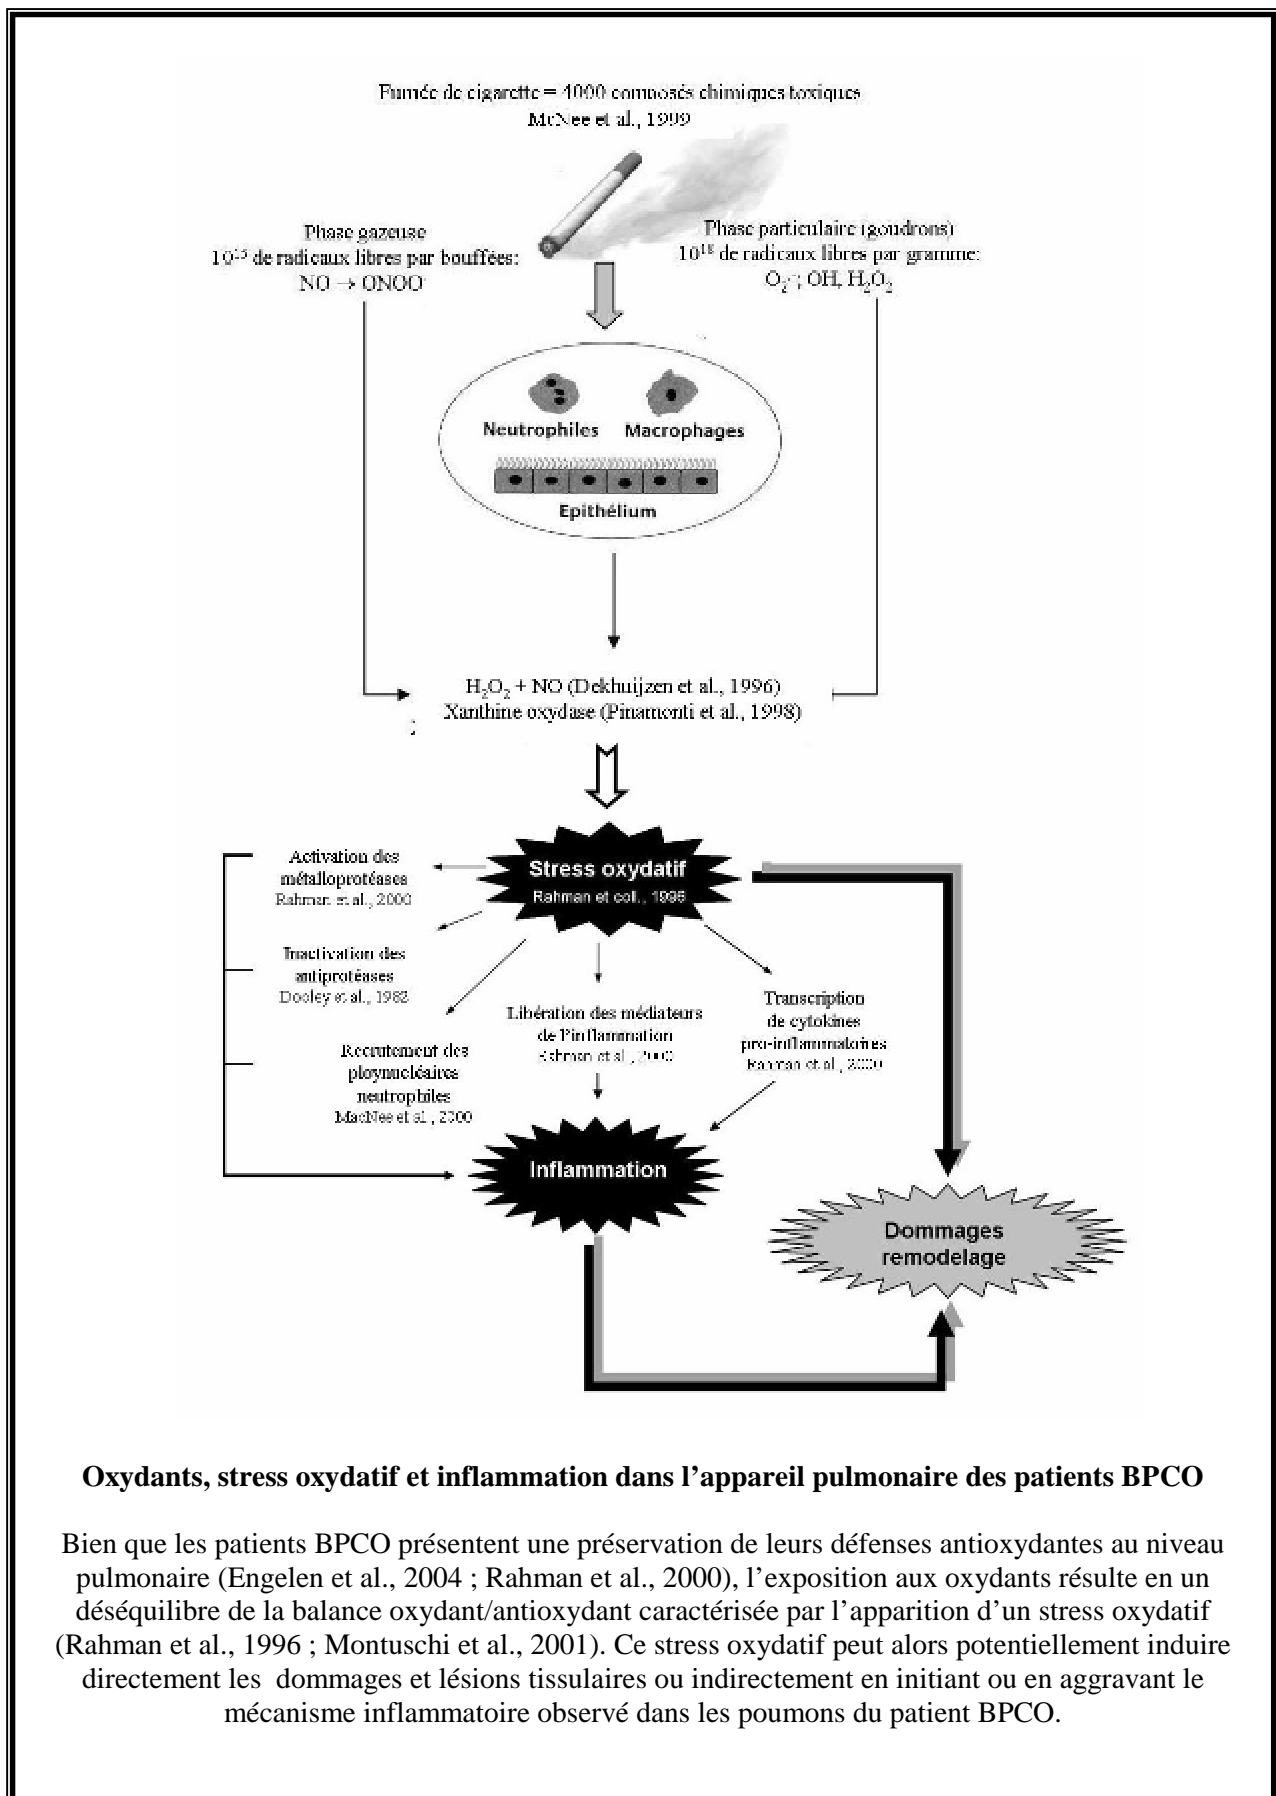 Fumée de cigarette = 4000 composés chimiques toxiques
McNee et al., 1999
Phase gazeuse
10¹⁵ de radicaux libres par bouffées:
NO → ONOO
Phase particulaire (goudrons)
10¹⁸ de radicaux libres par gramme:
O₂⁻; OH, H₂O₂
Neutrophiles Macrophages
Epithélium
H₂O₂ + NO (Dekhuijzen et al., 1996)
Xanthine oxydase (Pinamonti et al., 1998)
Stress oxydatif
Rahman et coll., 1996
Activation des
métalloprotéases
Rahman et al., 2000
Inactivation des
antiprotéases
Dooley et al., 1982
Recrutement des
ploynucléaires
neutrophiles
MacNee et al., 2000
Libération des médiateurs
de l'inflammation
Rahman et al., 2000
Transcription
de cytokines
pro-inflammatoires
Rahman et al., 2000
Inflammation
Dommages
remodelage
Oxydants, stress oxydatif et inflammation dans l'appareil pulmonaire des patients BPCO
Bien que les patients BPCO présentent une préservation de leurs défenses antioxydantes au niveau
pulmonaire (Engelen et al., 2004 ; Rahman et al., 2000), l'exposition aux oxydants résulte en un
déséquilibre de la balance oxydant/antioxydant caractérisée par l'apparition d'un stress oxydatif
(Rahman et al., 1996 ; Montuschi et al., 2001). Ce stress oxydatif peut alors potentiellement induire
directement les dommages et lésions tissulaires ou indirectement en initiant ou en aggravant le
mécanisme inflammatoire observé dans les poumons du patient BPCO.